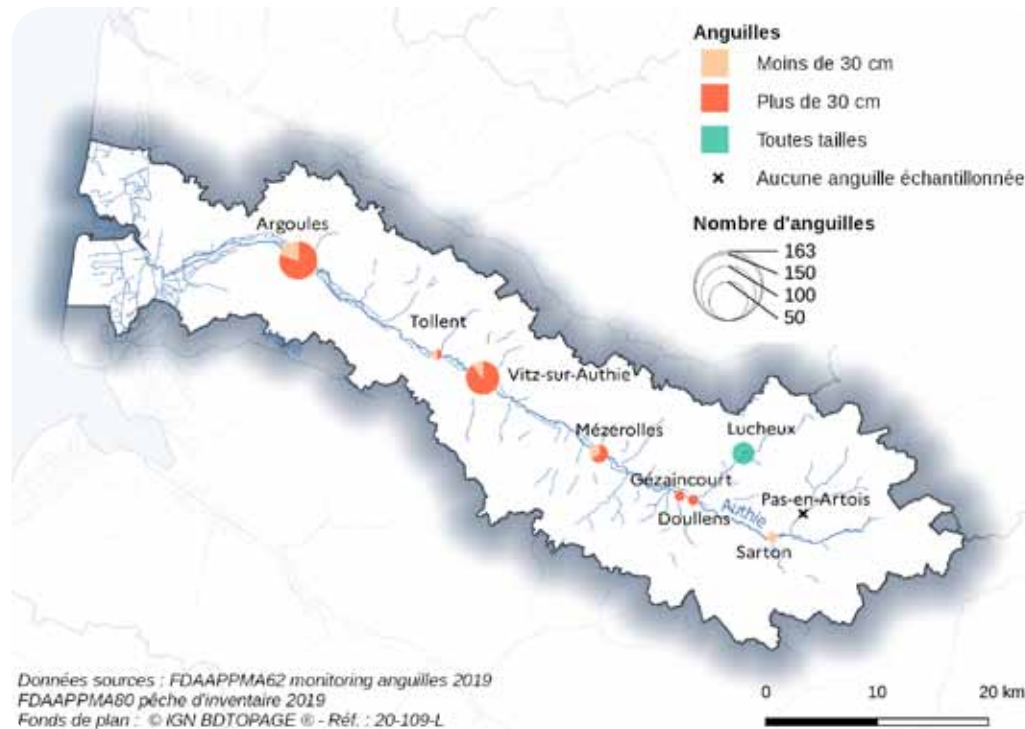 Anguilles
Moins de 30 cm
Plus de 30 cm
Toutes tailles
Aucune anguille échantillonnée
Nombre d'anguilles
163
150
100
50
Argoules
Tollent
Vitz-sur-Authie
Mézerolles
Lucheux
Gézaincourt
Pas-en-Artois
Doullens
Authie
Sarton
Données sources : FDAAPPMA62 monitoring anguilles 2019
FDAAPPMA80 pêche d'inventaire 2019
Fonds de plan : © IGN BDTOPAGE ® - Réf. : 20-109-L
0 10 20 km